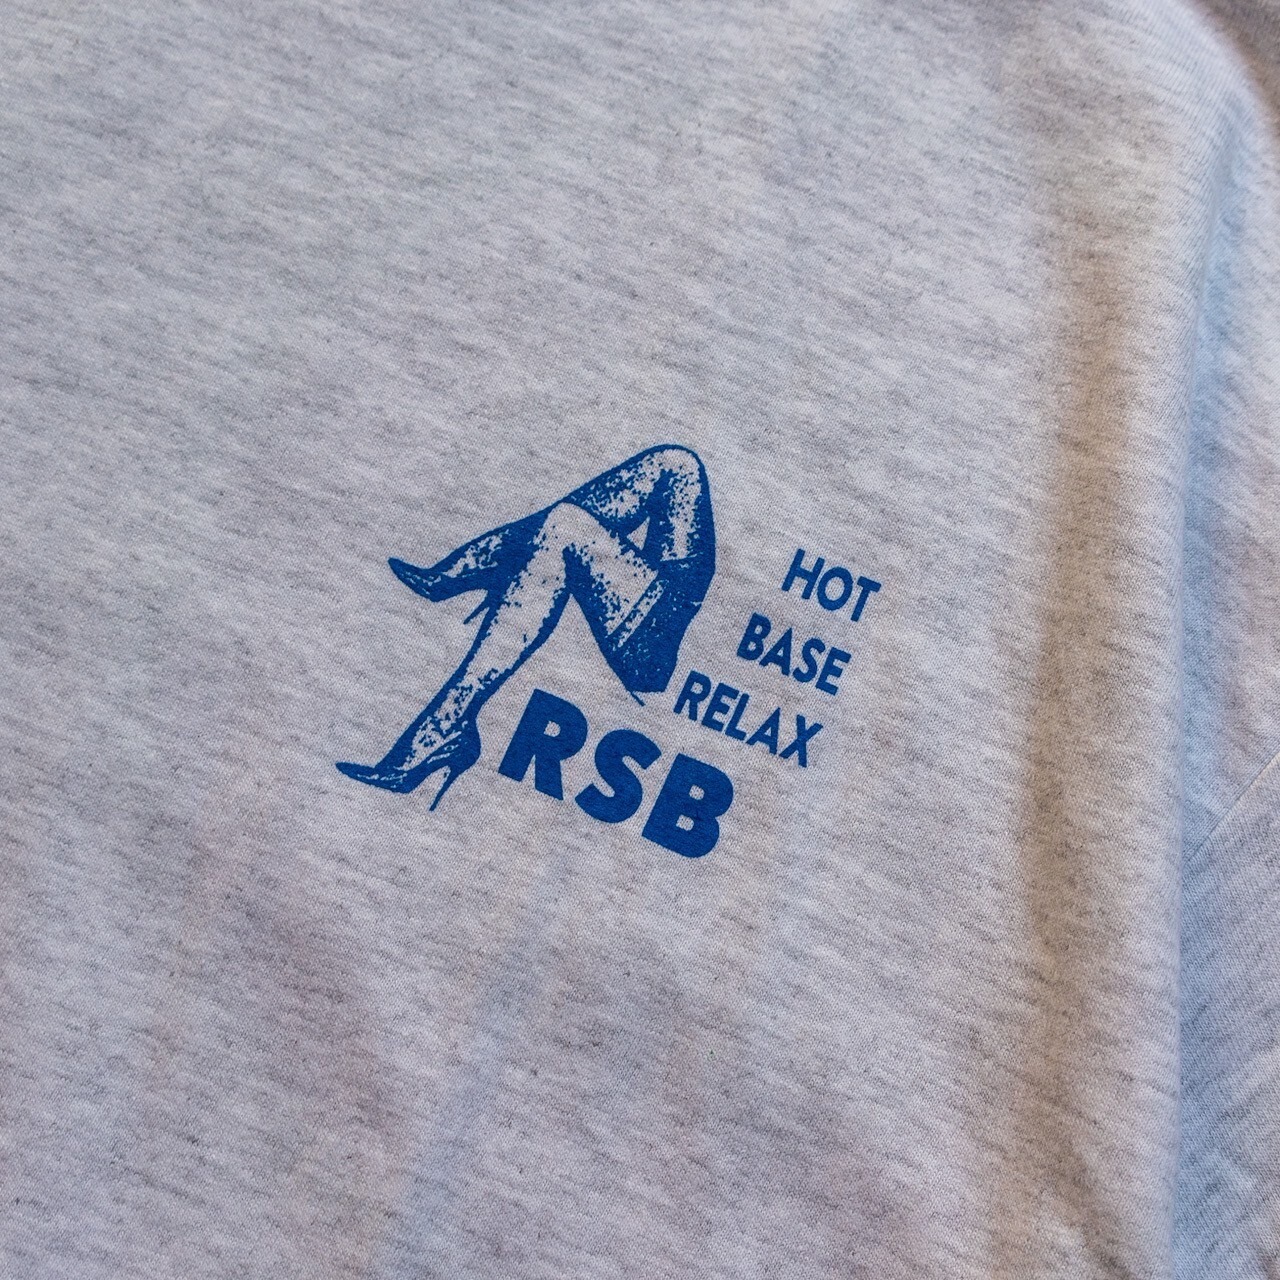 HOT
BASE
RELAX
RSB